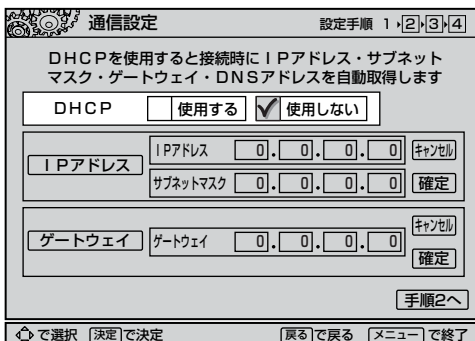 通信設定 設定手順 1▸2▸3▸4
DHCPを使用すると接続時にIPアドレス・サブネット
マスク・ゲートウェイ・DNSアドレスを自動取得します
DHCP 使用する 使用しない
IPアドレス
IPアドレス 0.0.0.0 キャンセル
サブネットマスク 0.0.0.0 確定
ゲートウェイ
ゲートウェイ 0.0.0.0 キャンセル
確定
手順2へ
で選択 決定で決定 戻るで戻る メニューで終了